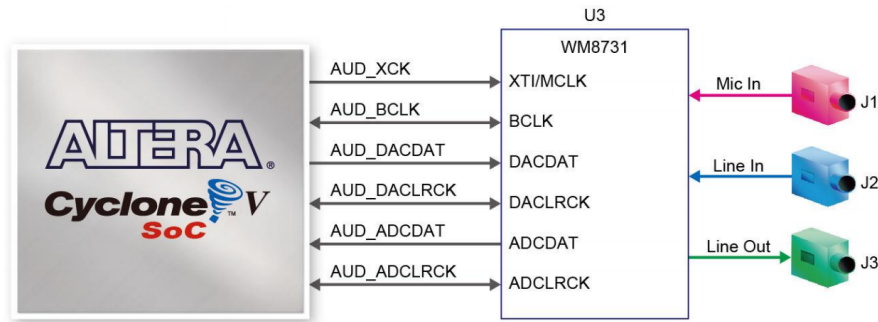 U3
WM8731
ALTERA®
Cyclone™ V
SoC
AUD_XCK
AUD_BCLK
AUD_DACDAT
AUD_DACLRCK
AUD_ADCDAT
AUD_ADCLRCK
XTI/MCLK
BCLK
DACDAT
DACLRCK
ADCDAT
ADCLRCK
Mic In
J1
Line In
J2
Line Out
J3